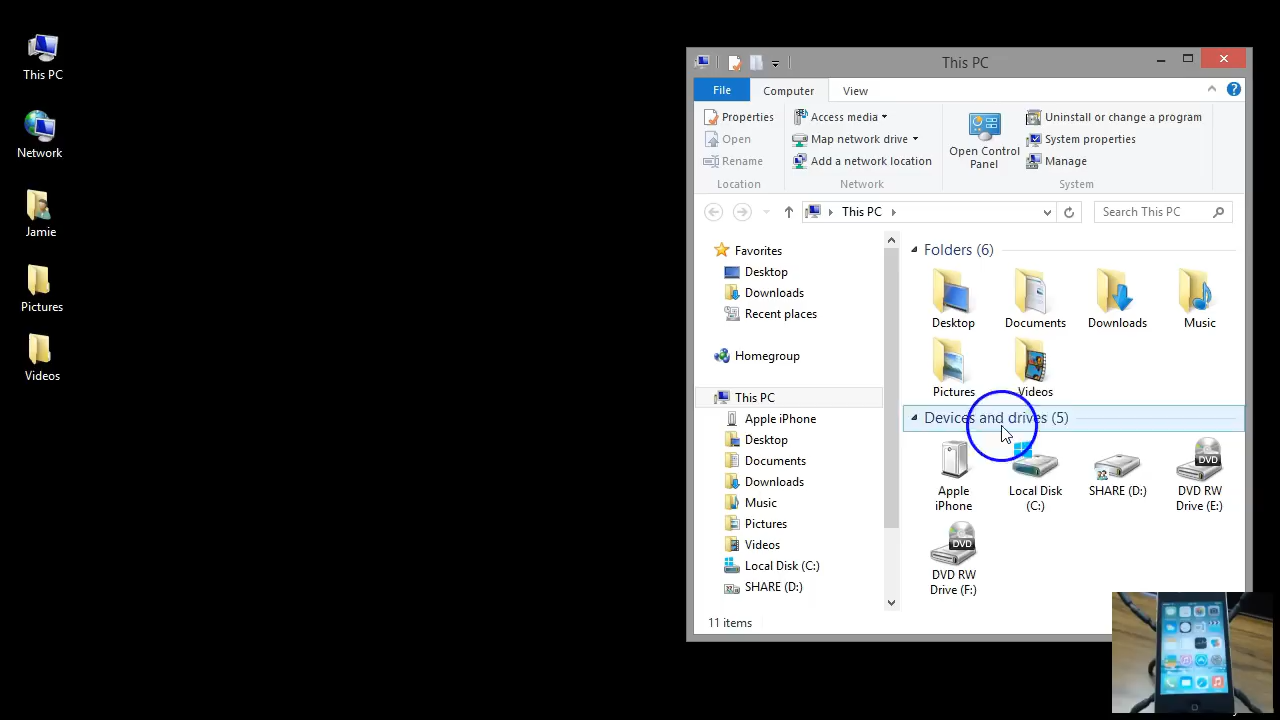 This PC
Network
Jamie
Pictures
Videos
This PC
File
Computer
View
Properties
Open
Rename
Location
Access media
Map network drive
Add a network location
Network
Open Control
Panel
Uninstall or change a program
System properties
Manage
System
This PC
Search This PC
Favorites
Desktop
Downloads
Recent places
Homegroup
This PC
Apple iPhone
Desktop
Documents
Downloads
Music
Pictures
Videos
Local Disk (C:)
SHARE (D:)
Folders (6)
Desktop
Documents
Downloads
Music
Pictures
Videos
Devices and drives (5)
Apple
iPhone
Local Disk
(C:)
SHARE (D:)
DVD
DVD RW
Drive (E:)
DVD
DVD RW
Drive (F:)
11 items